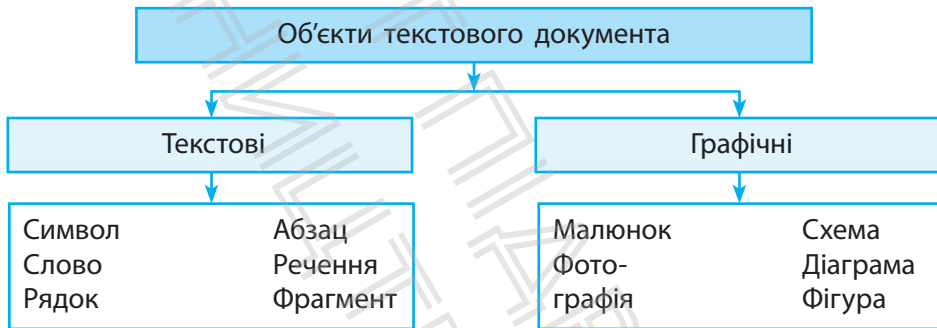 Об'єкти текстового документа
Текстові
Графічні
Символ
Слово
Рядок
Абзац
Речення
Фрагмент
Малюнок
Фото-
графія
Схема
Діаграма
Фігура